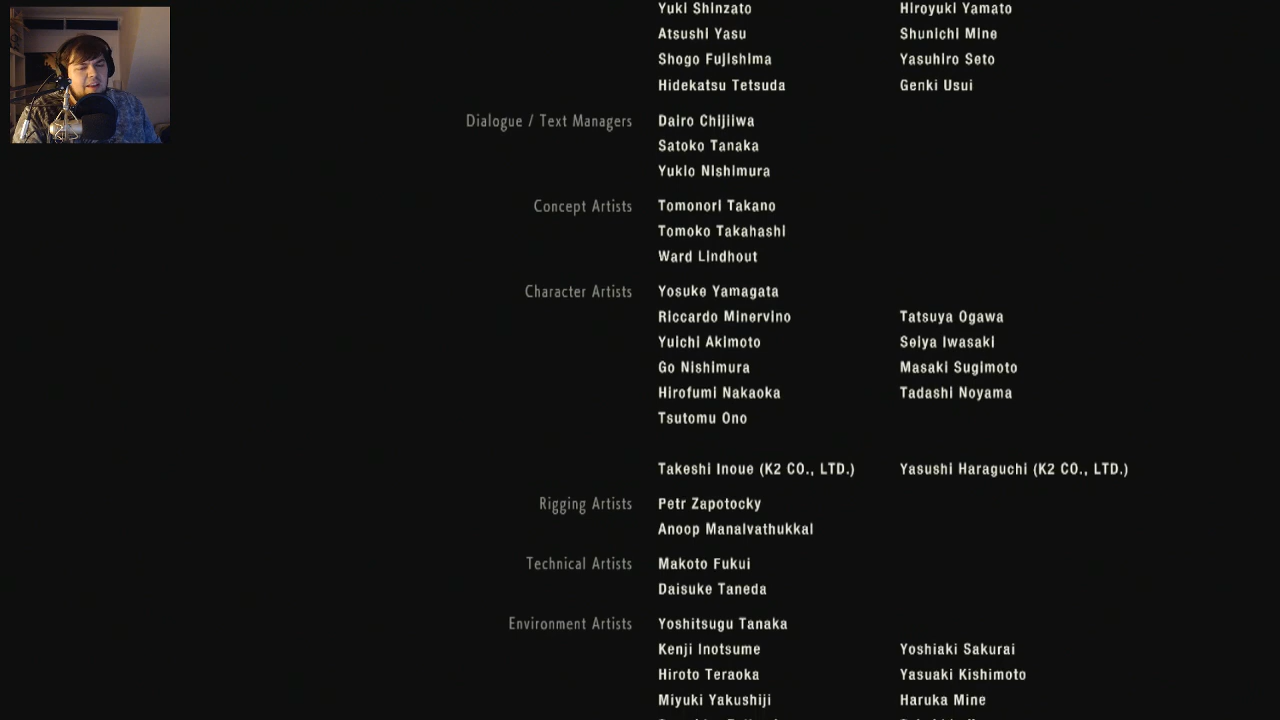 Yuki Shinzato Hiroyuki Yamato
Atsushi Yasu Shunichi Mine
Shogo Fujishima Yasuhiro Seto
Hidekatsu Tetsuda Genki Usui
Dialogue / Text Managers Dairo Chijiiwa
Satoko Tanaka
Yukio Nishimura
Concept Artists Tomonori Takano
Tomoko Takahashi
Ward Lindhout
Character Artists Yosuke Yamagata
Riccardo Minervino Tatsuya Ogawa
Yuichi Akimoto Seiya Iwasaki
Go Nishimura Masaki Sugimoto
Hirofumi Nakaoka Tadashi Noyama
Tsutomu Ono
Takeshi Inoue (K2 CO., LTD.) Yasushi Haraguchi (K2 CO., LTD.)
Rigging Artists Petr Zapotocky
Anoop Manalvathukkal
Technical Artists Makoto Fukui
Daisuke Taneda
Environment Artists Yoshitsugu Tanaka
Kenji Inotsume Yoshiaki Sakurai
Hiroto Teraoka Yasuaki Kishimoto
Miyuki Yakushiji Haruka Mine